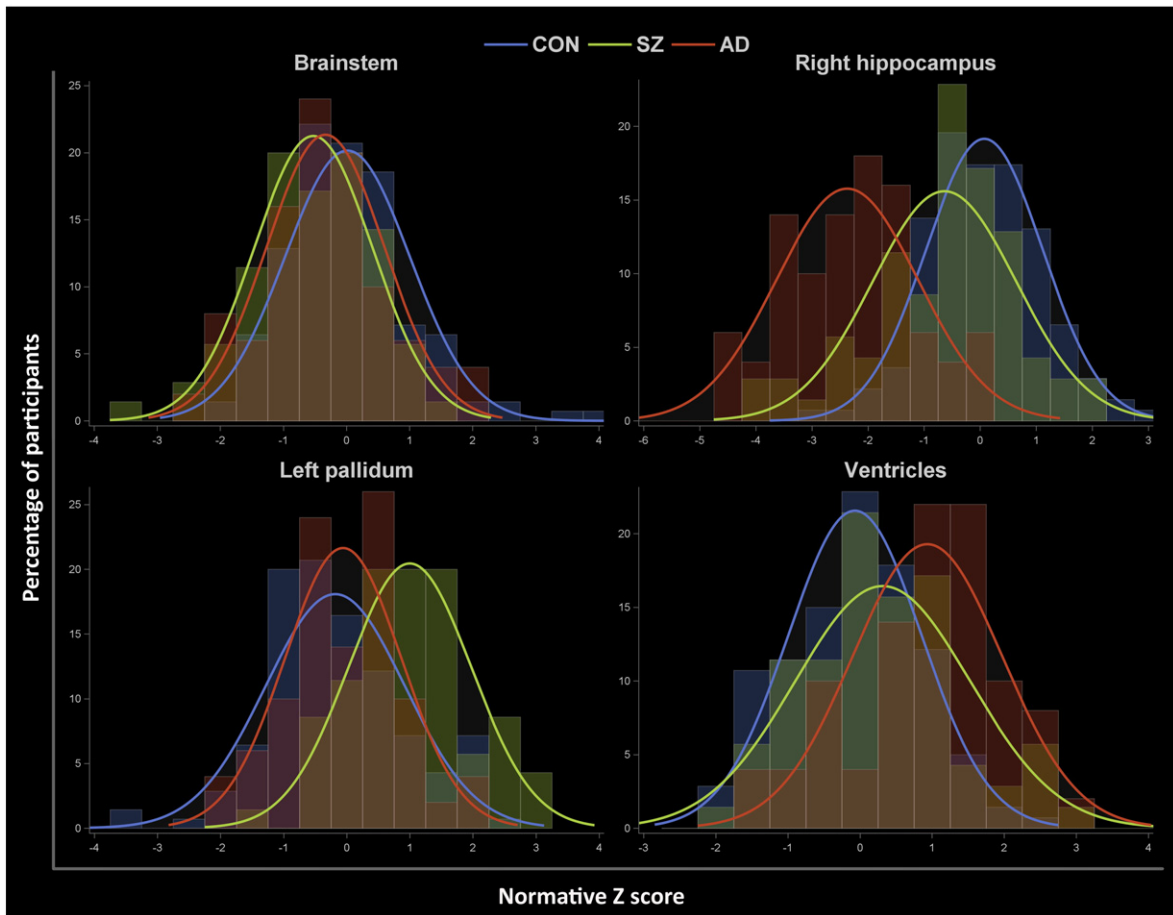 CON SZ AD
Brainstem
Right hippocampus
25
20
15
10
5
0
-4 -3 -2 -1 0 1 2 3 4
20
15
10
5
0
-6 -5 -4 -3 -2 -1 0 1 2 3
Left pallidum
Ventricles
25
20
15
10
5
0
-4 -3 -2 -1 0 1 2 3 4
20
15
10
5
0
-3 -2 -1 0 1 2 3 4
Percentage of participants
Normative Z score